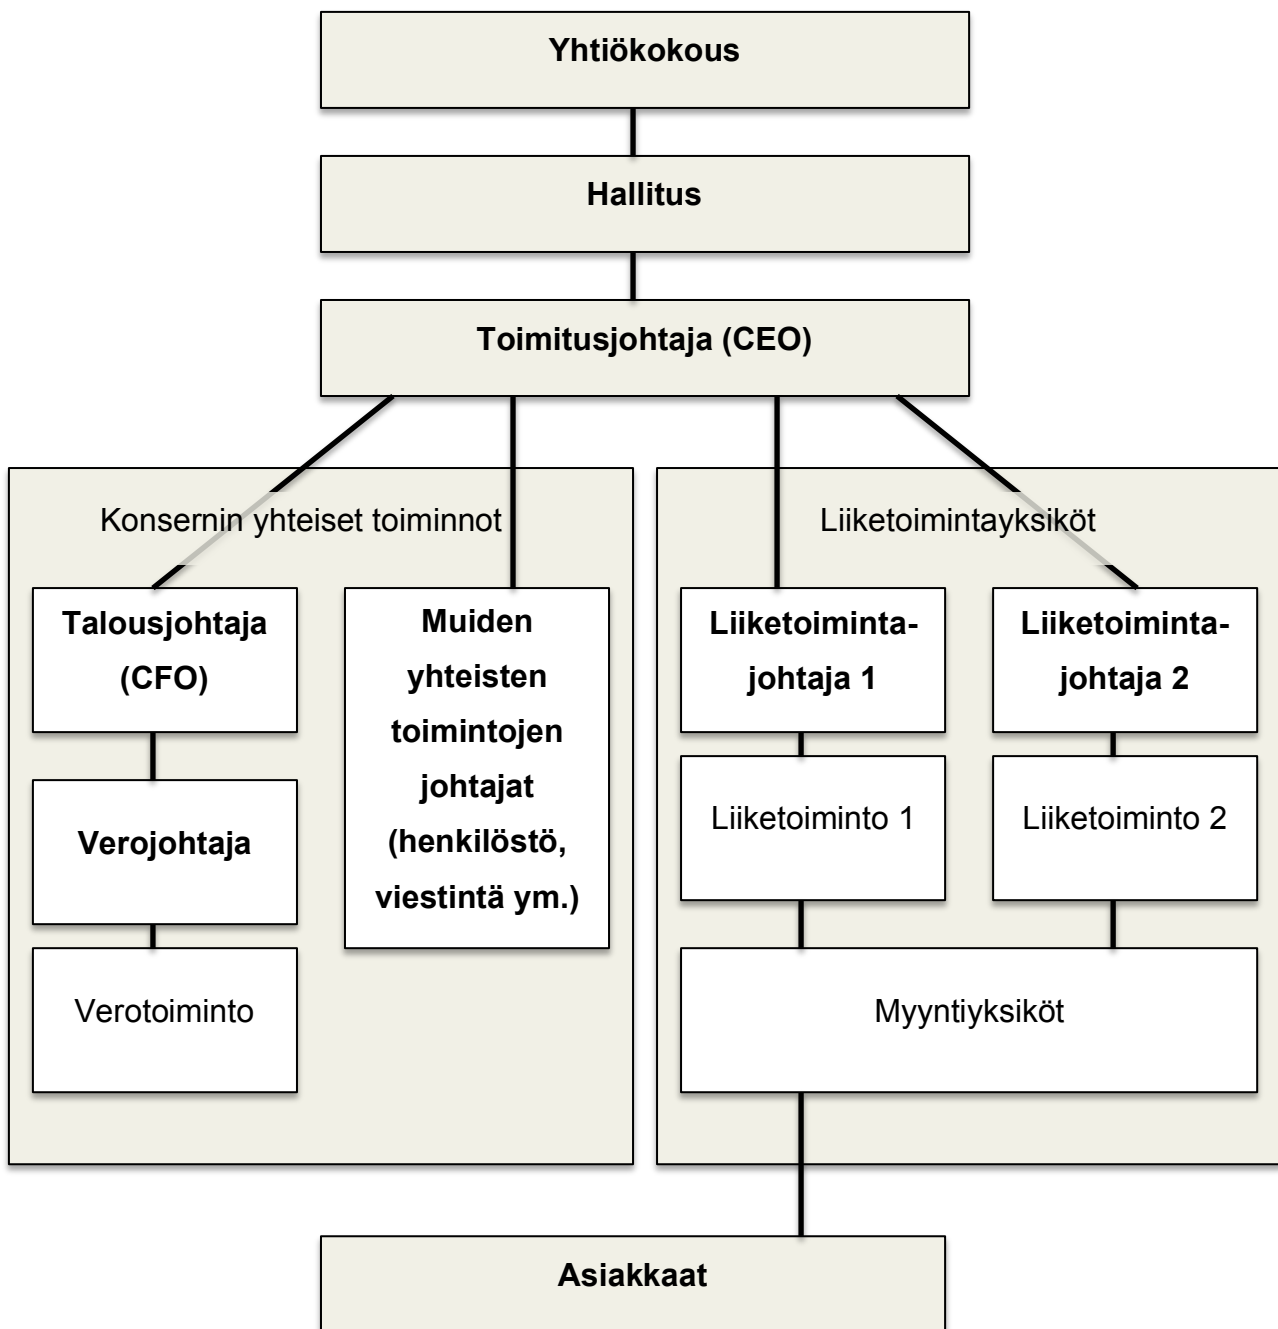 Yhtiökokous
Hallitus
Toimitusjohtaja (CEO)
Konsernin yhteiset toiminnot
Talousjohtaja
(CFO)
Verojohtaja
Verotoiminto
Muiden
yhteisten
toimintojen
johtajat
(henkilöstö,
viestintä ym.)
Liiketoimintayksiköt
Liiketoiminta-
johtaja 1
Liiketoiminta-
johtaja 2
Liiketoiminto 1
Liiketoiminto 2
Myyntiyksiköt
Asiakkaat